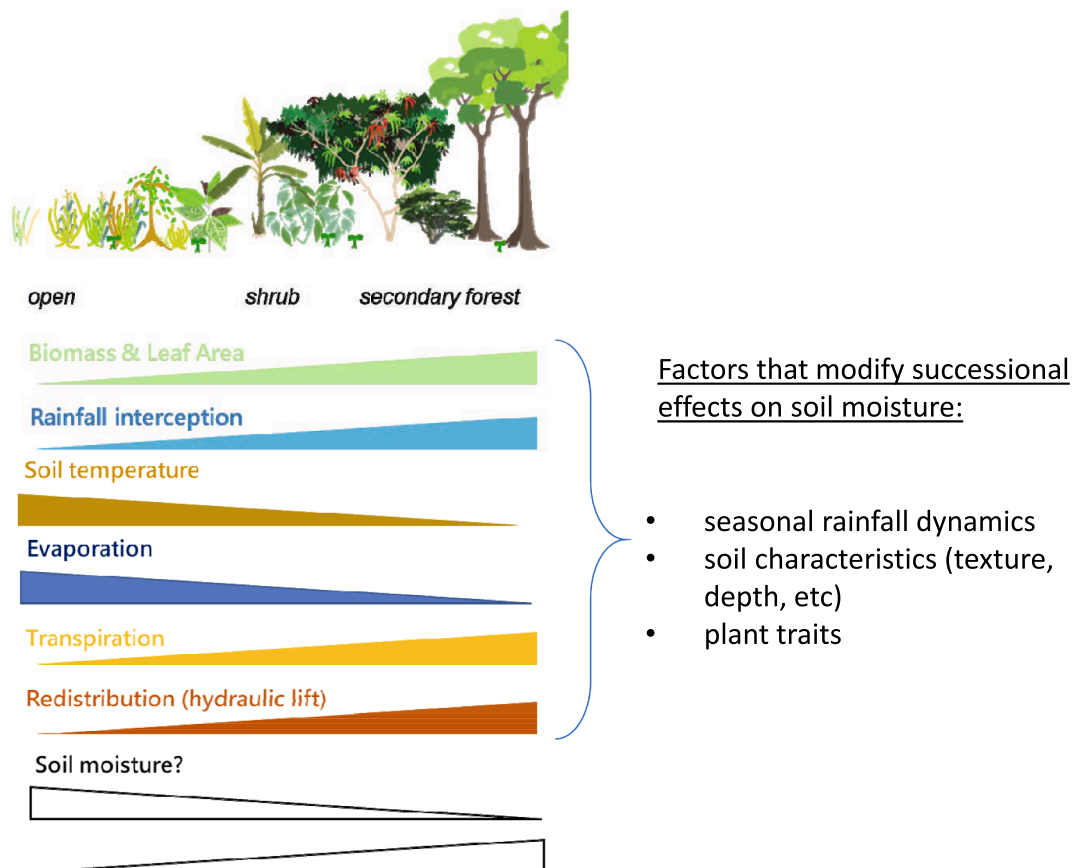 open shrub secondary forest
Biomass & Leaf Area
Rainfall interception
Soil temperature
Evaporation
Transpiration
Redistribution (hydraulic lift)
Soil moisture?
Factors that modify successional
effects on soil moisture:
• seasonal rainfall dynamics
• soil characteristics (texture,
depth, etc)
• plant traits